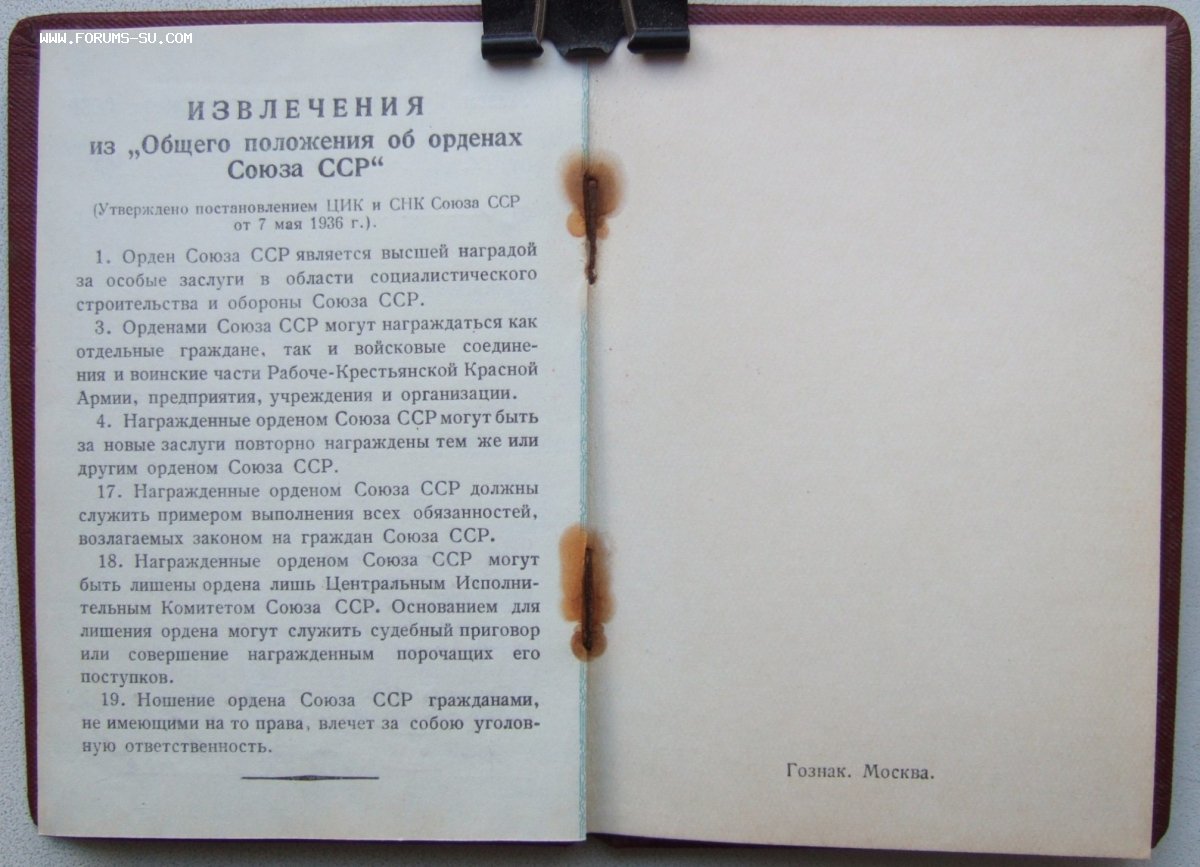 WWW.FORUMS-SU.COM
ИЗВЛЕЧЕНИЯ
из „Общего положения об орденах
Союза ССР“
(Утверждено постановлением ЦИК и СНК Союза ССР
от 7 мая 1936 г.).
1. Орден Союза ССР является высшей наградой
за особые заслуги в области социалистического
строительства и обороны Союза ССР.
3. Орденами Союза ССР могут награждаться как
отдельные граждане, так и войсковые соедине-
ния и воинские части Рабоче-Крестьянской Красной
Армии, предприятия, учреждения и организации.
4. Награжденные орденом Союза ССР могут быть
за новые заслуги повторно награждены тем же или
другим орденом Союза ССР.
17. Награжденные орденом Союза ССР должны
служить примером выполнения всех обязанностей,
возлагаемых законом на граждан Союза ССР.
18. Награжденные орденом Союза ССР могут
быть лишены ордена лишь Центральным Исполни-
тельным Комитетом Союза ССР. Основанием для
лишения ордена могут служить судебный приговор
или совершение награжденным порочащих его
поступков.
19. Ношение ордена Союза ССР гражданами,
не имеющими на то права, влечет за собою уголов-
ную ответственность.
Гознак. Москва.